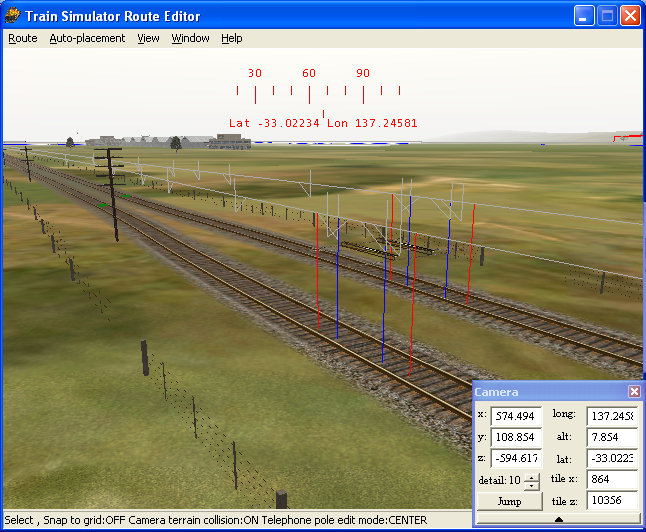 Train Simulator Route Editor
Route Auto-placement View Window Help
30 60 90
Lat -33.02234 Lon 137.24581
Camera
x: 574.494 long: 137.2458
y: 108.854 alt: 7.854
z: -594.617 lat: -33.0223
detail: 10 tile x: 864
Jump tile z: 10356
Select , Snap to grid:OFF Camera terrain collision:ON Telephone pole edit mode:CENTER